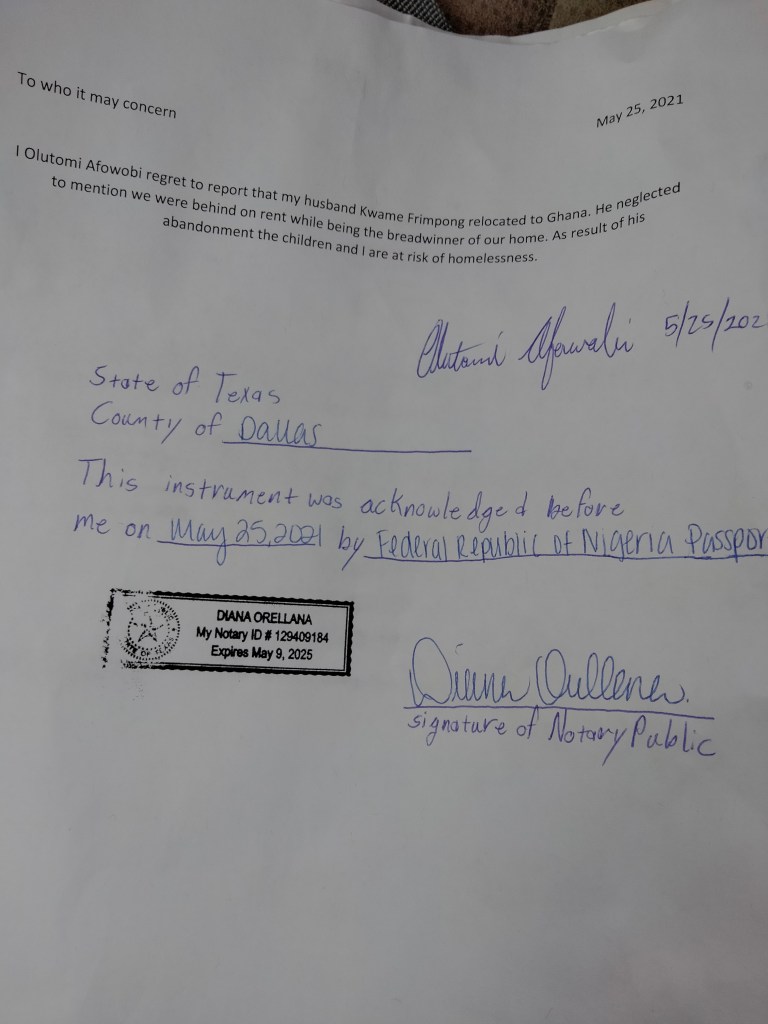 To who it may concern
May 25, 2021
I Olutomi Afowobi regret to report that my husband Kwame Frimpong relocated to Ghana. He neglected
to mention we were behind on rent while being the breadwinner of our home. As result of his
abandonment the children and I are at risk of homelessness.
Olutomi Afowobi 5/25/202
State of Texas
County of Dallas
This instrument was acknowledged before
me on May 25, 2021 by Federal Republic of Nigeria Passpor
DIANA ORELLANA
My Notary ID # 129409184
Expires May 9, 2025
Diana Orellana
signature of Notary Public